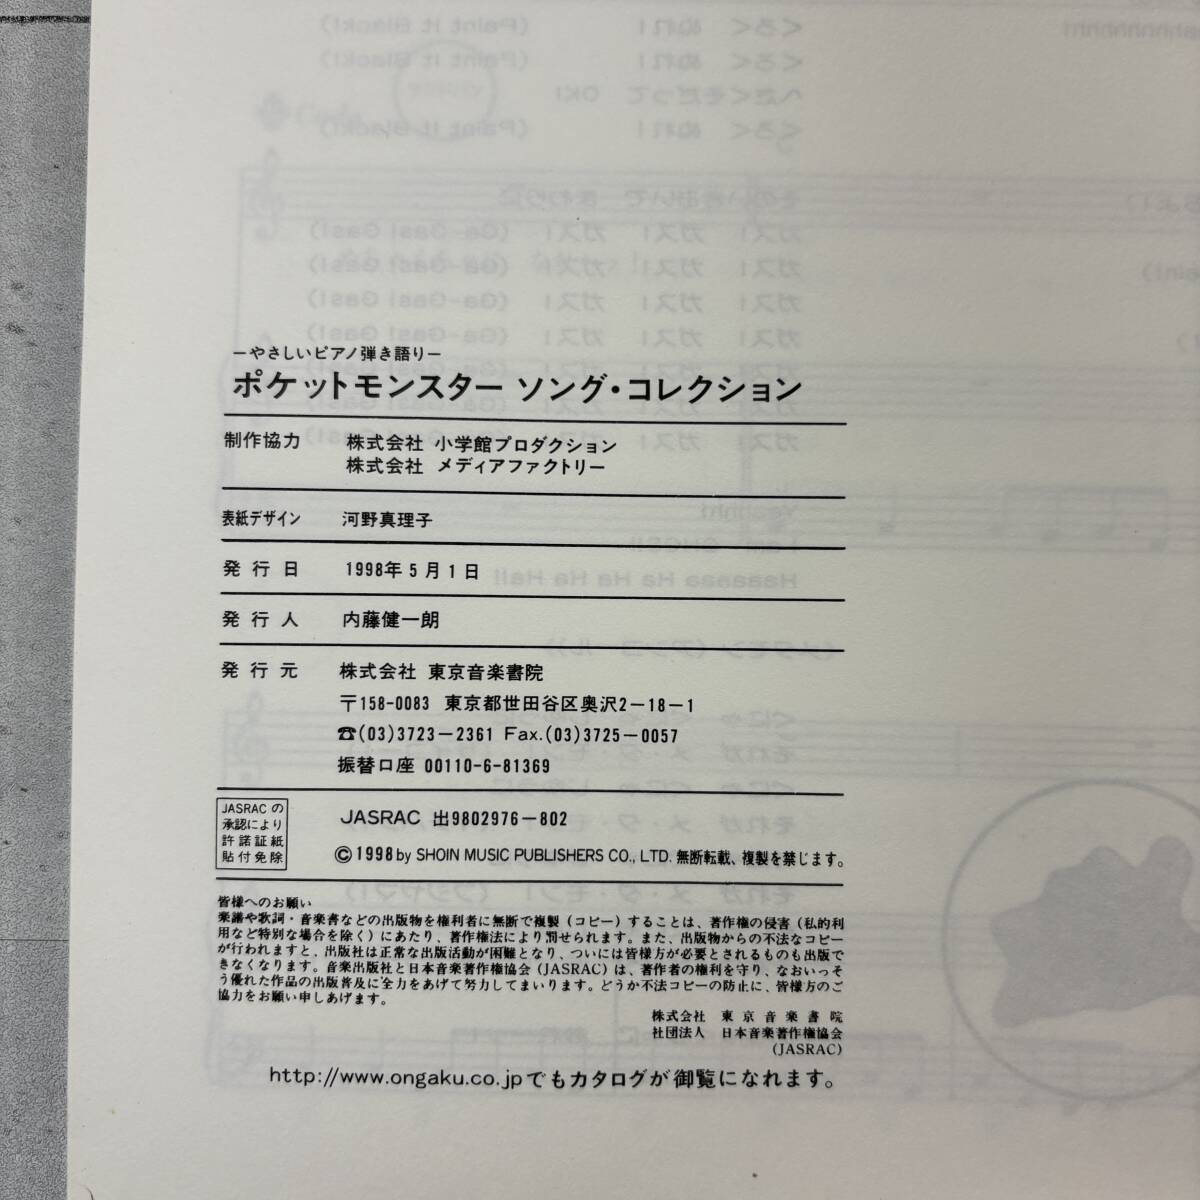 －やさしいピアノ弾き語り－
ポケットモンスター ソング・コレクション
制作協力 株式会社 小学館プロダクション
株式会社 メディアファクトリー
表紙デザイン 河野真理子
発行日 1998年5月1日
発行人 内藤健一朗
発行元 株式会社 東京音楽書院
〒158-0083 東京都世田谷区奥沢2－18－1
☎(03)3723－2361 Fax.(03)3725－0057
振替口座 00110-6-81369
JASRACの
承認により
許諾証紙
貼付免除
JASRAC 出9802976－802
©1998 by SHOIN MUSIC PUBLISHERS CO., LTD. 無断転載、複製を禁じます。
皆様へのお願い
楽譜や歌詞・音楽書などの出版物を権利者に無断で複製（コピー）することは、著作権の侵害（私的利
用など特別な場合を除く）にあたり、著作権法により罰せられます。また、出版物からの不法なコピー
が行われますと、出版社は正常な出版活動が困難となり、ついには皆様方が必要とされるものも出版で
きなくなります。音楽出版社と日本音楽著作権協会（JASRAC）は、著作者の権利を守り、なおいっそ
う優れた作品の出版普及に全力をあげて努力してまいります。どうか不法コピーの防止に、皆様方のご
協力をお願い申しあげます。
株式会社 東京音楽書院
社団法人 日本音楽著作権協会
(JASRAC)
http://www.ongaku.co.jpでもカタログが御覧になれます。